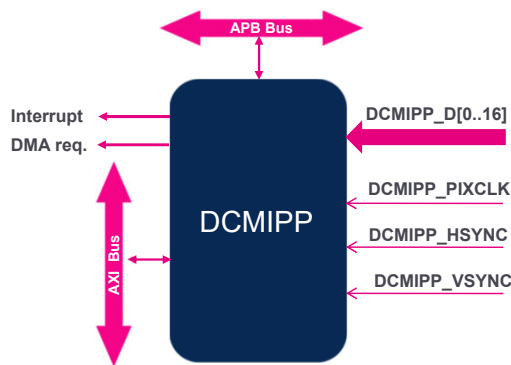 APB Bus
Interrupt
DMA req.
DCMIPP_D[0..16]
DCMIPP_PIXCLK
DCMIPP
DCMIPP_HSYNC
AXI Bus
DCMIPP_VSYNC